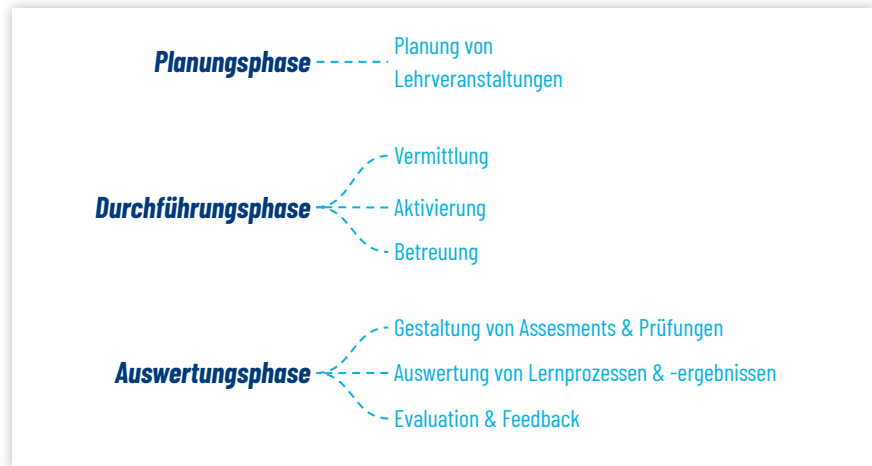 Planungsphase
Planung von
Lehrveranstaltungen
Durchführungsphase
Vermittlung
Aktivierung
Betreuung
Auswertungsphase
Gestaltung von Assesments & Prüfungen
Auswertung von Lernprozessen & -ergebnissen
Evaluation & Feedback